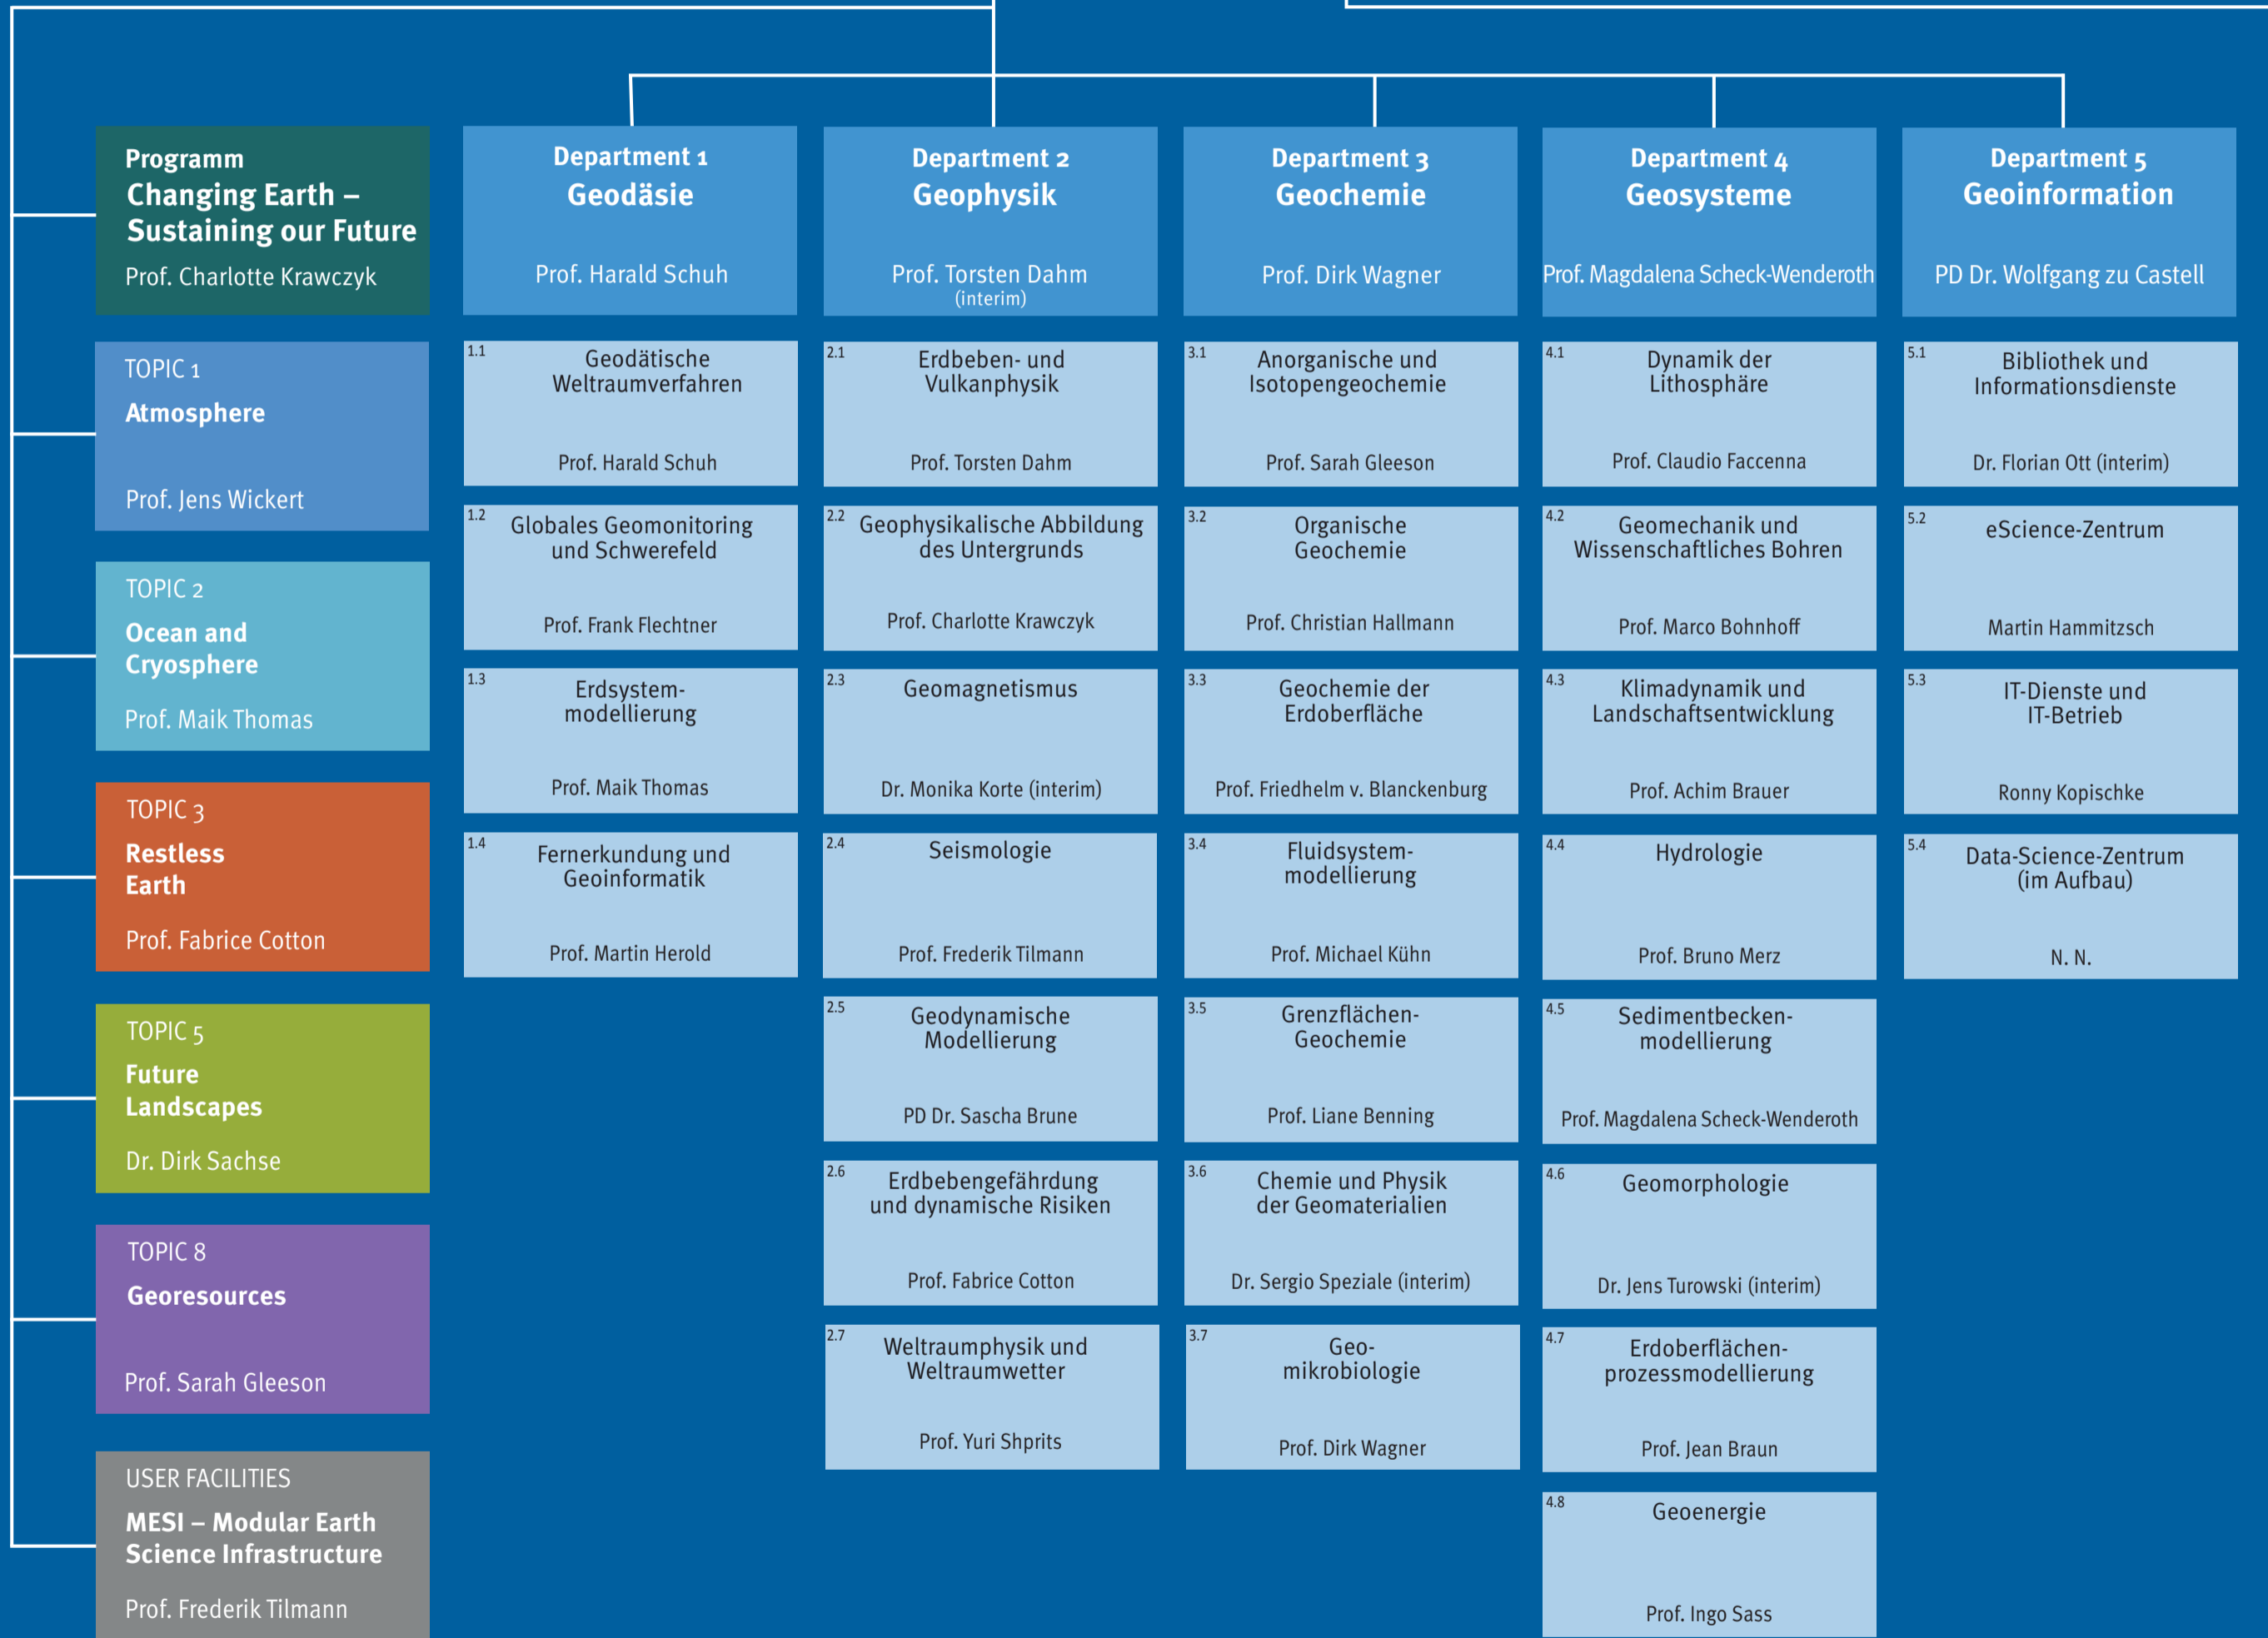 Programm
Changing Earth –
Sustaining our Future
Prof. Charlotte Krawczyk
TOPIC 1
Atmosphere
Prof. Jens Wickert
TOPIC 2
Ocean and
Cryosphere
Prof. Maik Thomas
TOPIC 3
Restless
Earth
Prof. Fabrice Cotton
TOPIC 5
Future
Landscapes
Dr. Dirk Sachse
TOPIC 8
Georesources
Prof. Sarah Gleeson
USER FACILITIES
MESI – Modular Earth
Science Infrastructure
Prof. Frederik Tilmann
Department 1
Geodäsie
Prof. Harald Schuh
1.1
Geodätische
Weltraumverfahren
Prof. Harald Schuh
1.2
Globales Geomonitoring
und Schwerefeld
Prof. Frank Flechtner
1.3
Erdsystem-
modellierung
Prof. Maik Thomas
1.4
Fernerkundung und
Geoinformatik
Prof. Martin Herold
Department 2
Geophysik
Prof. Torsten Dahm
(interim)
2.1
Erdbeben- und
Vulkanphysik
Prof. Torsten Dahm
2.2
Geophysikalische Abbildung
des Untergrunds
Prof. Charlotte Krawczyk
2.3
Geomagnetismus
Dr. Monika Korte (interim)
2.4
Seismologie
Prof. Frederik Tilmann
2.5
Geodynamische
Modellierung
PD Dr. Sascha Brune
2.6
Erdbebengefährdung
und dynamische Risiken
Prof. Fabrice Cotton
2.7
Weltraumphysik und
Weltraumwetter
Prof. Yuri Shprits
Department 3
Geochemie
Prof. Dirk Wagner
3.1
Anorganische und
Isotopengeochemie
Prof. Sarah Gleeson
3.2
Organische
Geochemie
Prof. Christian Hallmann
3.3
Geochemie der
Erdoberfläche
Prof. Friedhelm v. Blanckenburg
3.4
Fluidsystem-
modellierung
Prof. Michael Kühn
3.5
Grenzflächen-
Geochemie
Prof. Liane Benning
3.6
Chemie und Physik
der Geomaterialien
Dr. Sergio Speziale (interim)
3.7
Geo-
mikrobiologie
Prof. Dirk Wagner
Department 4
Geosysteme
Prof. Magdalena Scheck-Wenderoth
4.1
Dynamik der
Lithosphäre
Prof. Claudio Faccenna
4.2
Geomechanik und
Wissenschaftliches Bohren
Prof. Marco Bohnhoff
4.3
Klimadynamik und
Landschaftsentwicklung
Prof. Achim Brauer
4.4
Hydrologie
Prof. Bruno Merz
4.5
Sedimentbecken-
modellierung
Prof. Magdalena Scheck-Wenderoth
4.6
Geomorphologie
Dr. Jens Turowski (interim)
4.7
Erdoberflächen-
prozessmodellierung
Prof. Jean Braun
4.8
Geoenergie
Prof. Ingo Sass
Department 5
Geoinformation
PD Dr. Wolfgang zu Castell
5.1
Bibliothek und
Informationsdienste
Dr. Florian Ott (interim)
5.2
eScience-Zentrum
Martin Hammitzsch
5.3
IT-Dienste und
IT-Betrieb
Ronny Kopischke
5.4
Data-Science-Zentrum
(im Aufbau)
N. N.